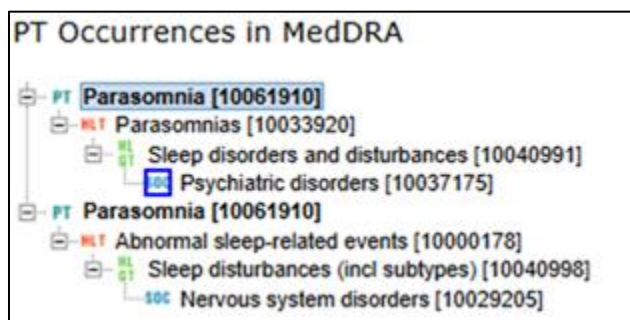 PT Occurrences in MedDRA
PT Parasomnia [10061910]
HLT Parasomnias [10033920]
HLGT Sleep disorders and disturbances [10040991]
SOC Psychiatric disorders [10037175]
PT Parasomnia [10061910]
HLT Abnormal sleep-related events [10000178]
HLGT Sleep disturbances (incl subtypes) [10040998]
SOC Nervous system disorders [10029205]